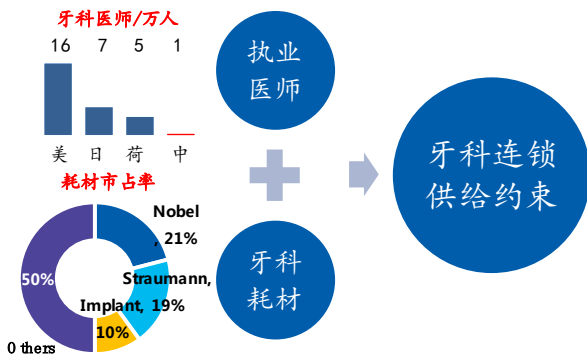 牙科医师/万人
16 7 5 1
美 日 荷 中
耗材市占率
Nobel
, 21%
Straumann,
19%
Implant,
10%
50%
Others
执业
医师
牙科
耗材
牙科连锁
供给约束